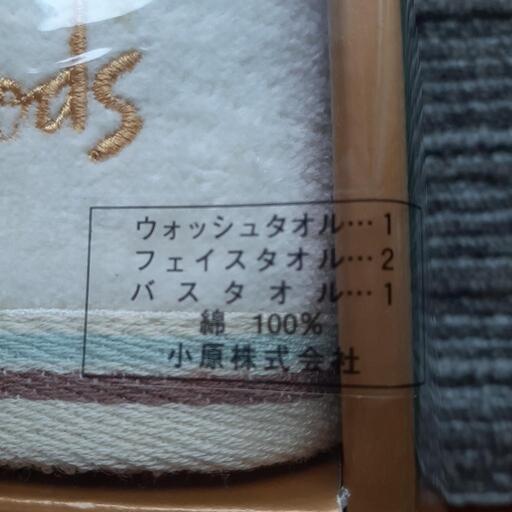 ods
ウォッシュタオル…1
フェイスタオル…2
バスタオル…1
綿 100%
小原株式会社